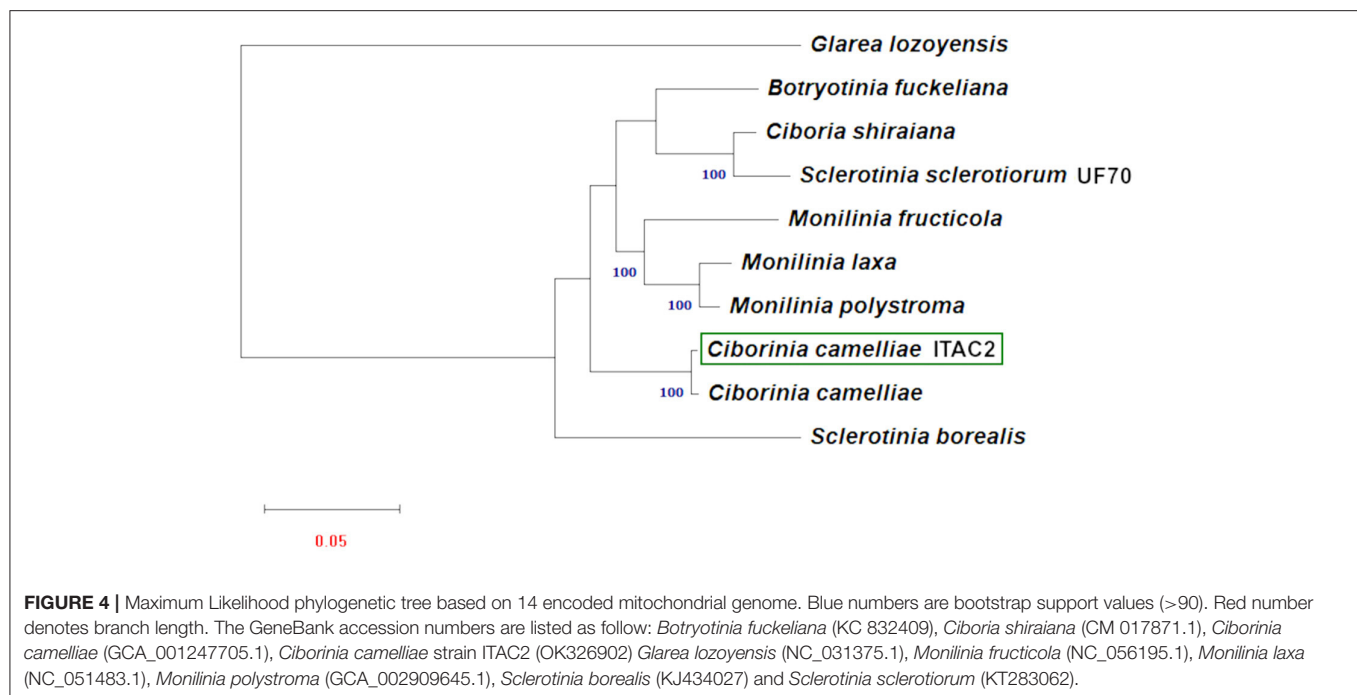 Glarea lozoyensis
Botryotinia fuckeliana
Ciboria shiraiana
100
Sclerotinia sclerotiorum UF70
Monilinia fructicola
100
Monilinia laxa
100
Monilinia polystroma
Ciborinia camelliae ITAC2
100
Ciborinia camelliae
Sclerotinia borealis
0.05
FIGURE 4 | Maximum Likelihood phylogenetic tree based on 14 encoded mitochondrial genome. Blue numbers are bootstrap support values (>90). Red number
denotes branch length. The GeneBank accession numbers are listed as follow: Botryotinia fuckeliana (KC 832409), Ciboria shiraiana (CM 017871.1), Ciborinia
camelliae (GCA_001247705.1), Ciborinia camelliae strain ITAC2 (OK326902) Glarea lozoyensis (NC_031375.1), Monilinia fructicola (NC_056195.1), Monilinia laxa
(NC_051483.1), Monilinia polystroma (GCA_002909645.1), Sclerotinia borealis (KJ434027) and Sclerotinia sclerotiorum (KT283062).